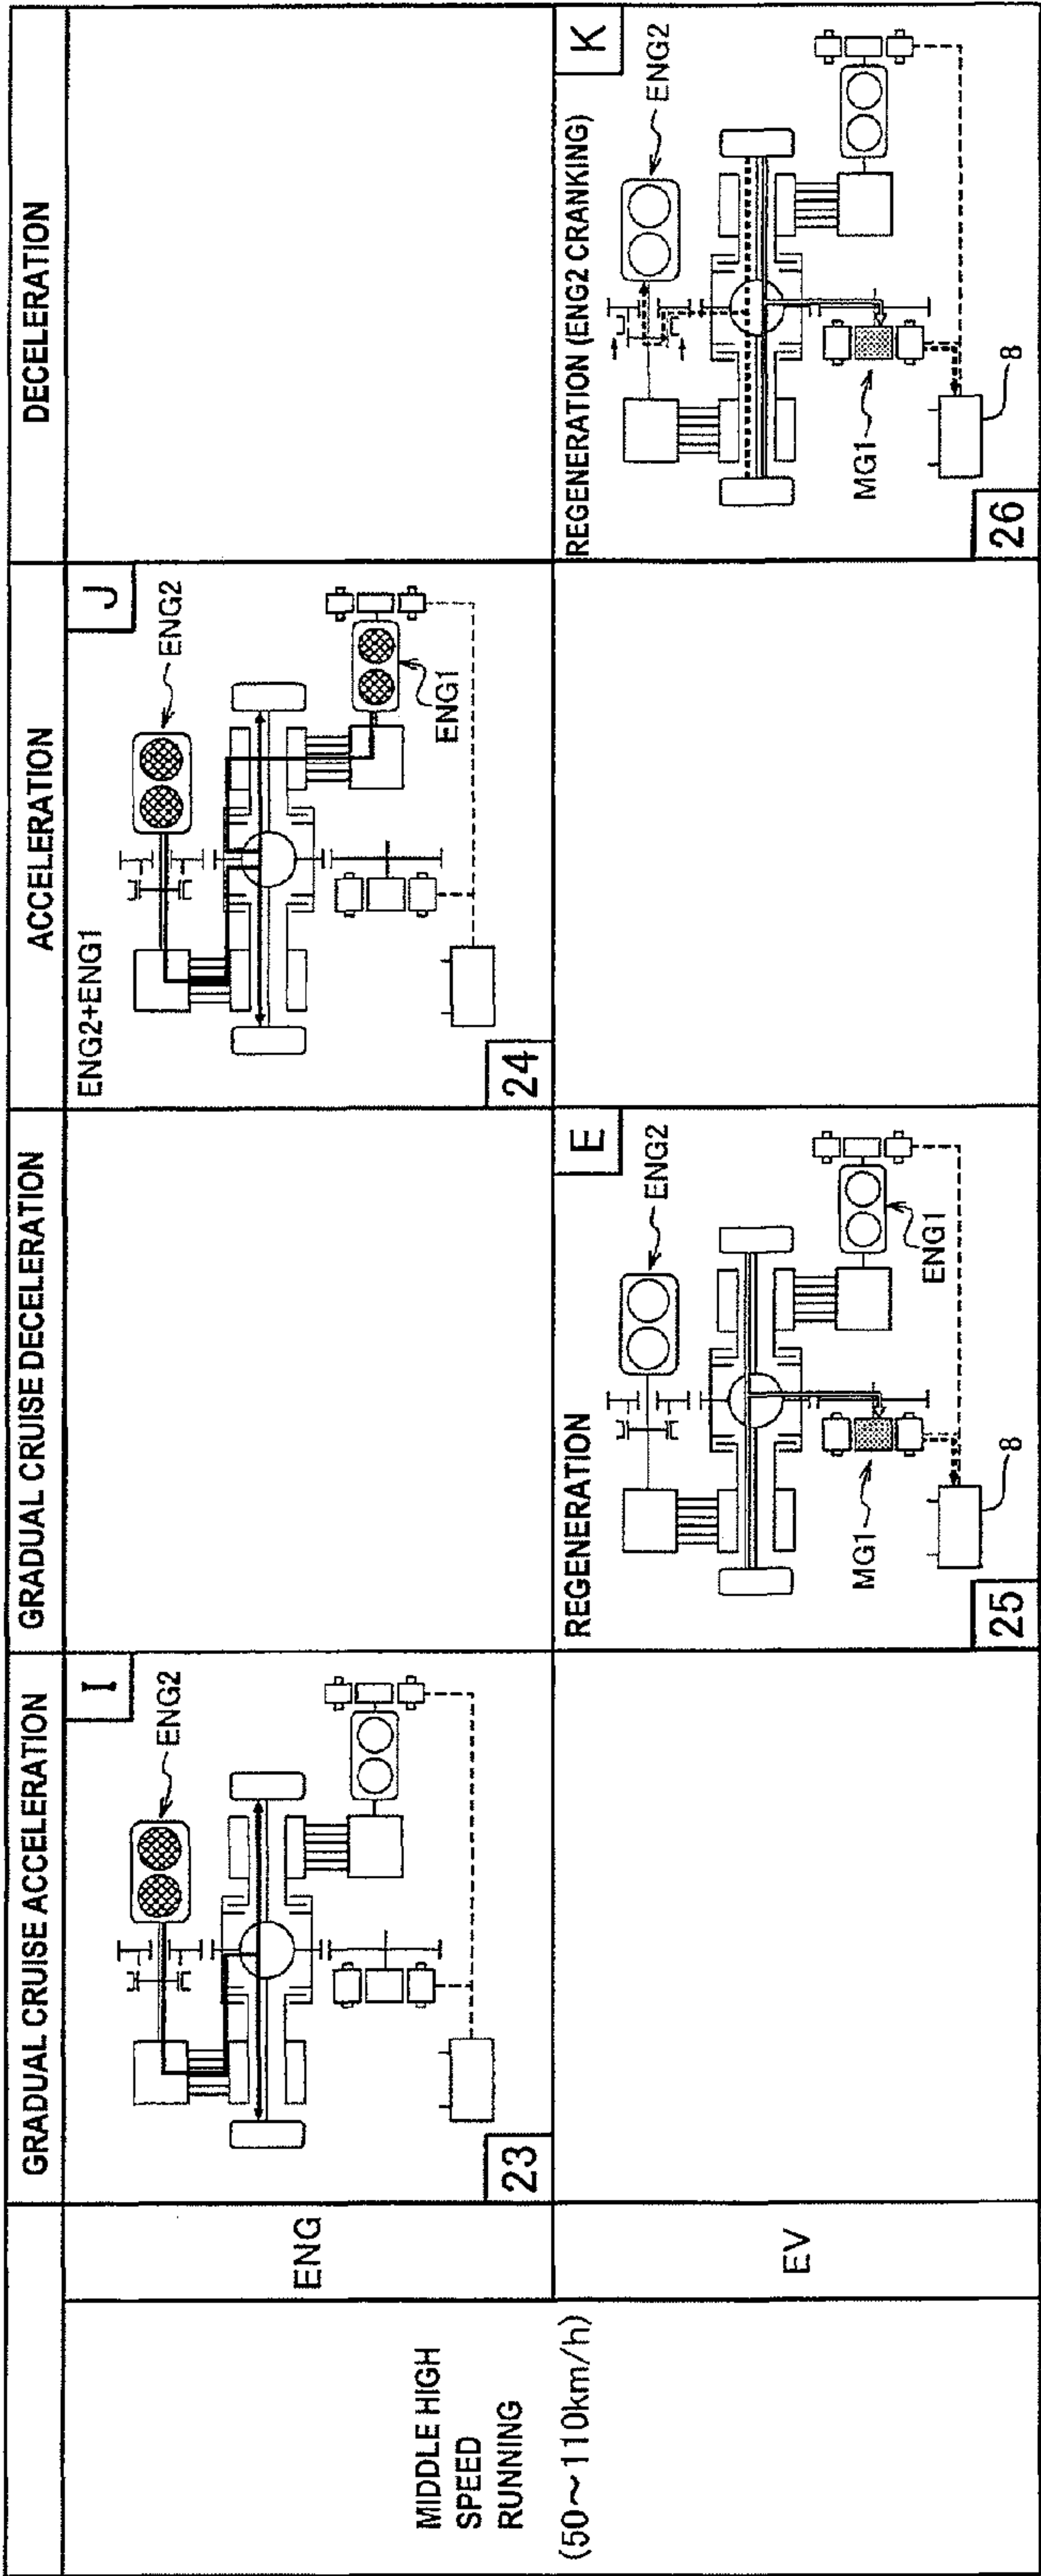 GRADUAL CRUISE ACCELERATION
GRADUAL CRUISE DECELERATION
ACCELERATION
DECELERATION
MIDDLE HIGH
SPEED
RUNNING
(50～110km/h)
ENG
I
ENG2
23
ENG2+ENG1
J
ENG2
ENG1
24
EV
REGENERATION
E
ENG2
ENG1
MG1
8
25
REGENERATION (ENG2 CRANKING)
K
ENG2
MG1
8
26